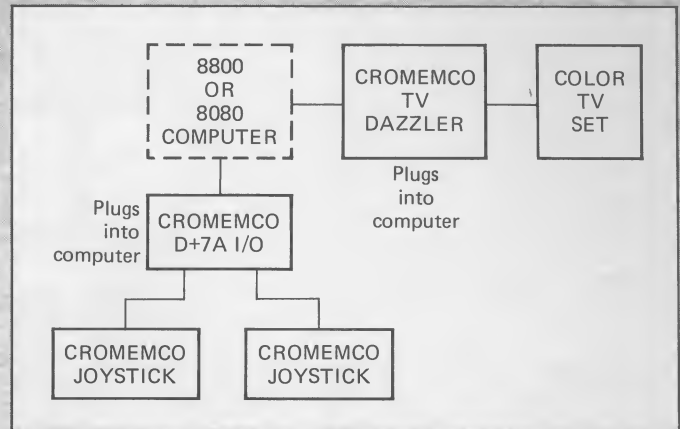 8800
OR
8080
COMPUTER
CROMEMCO
TV
DAZZLER
COLOR
TV
SET
Plugs
into
computer
Plugs
into
computer
CROMEMCO
D+7A I/O
CROMEMCO
JOYSTICK
CROMEMCO
JOYSTICK